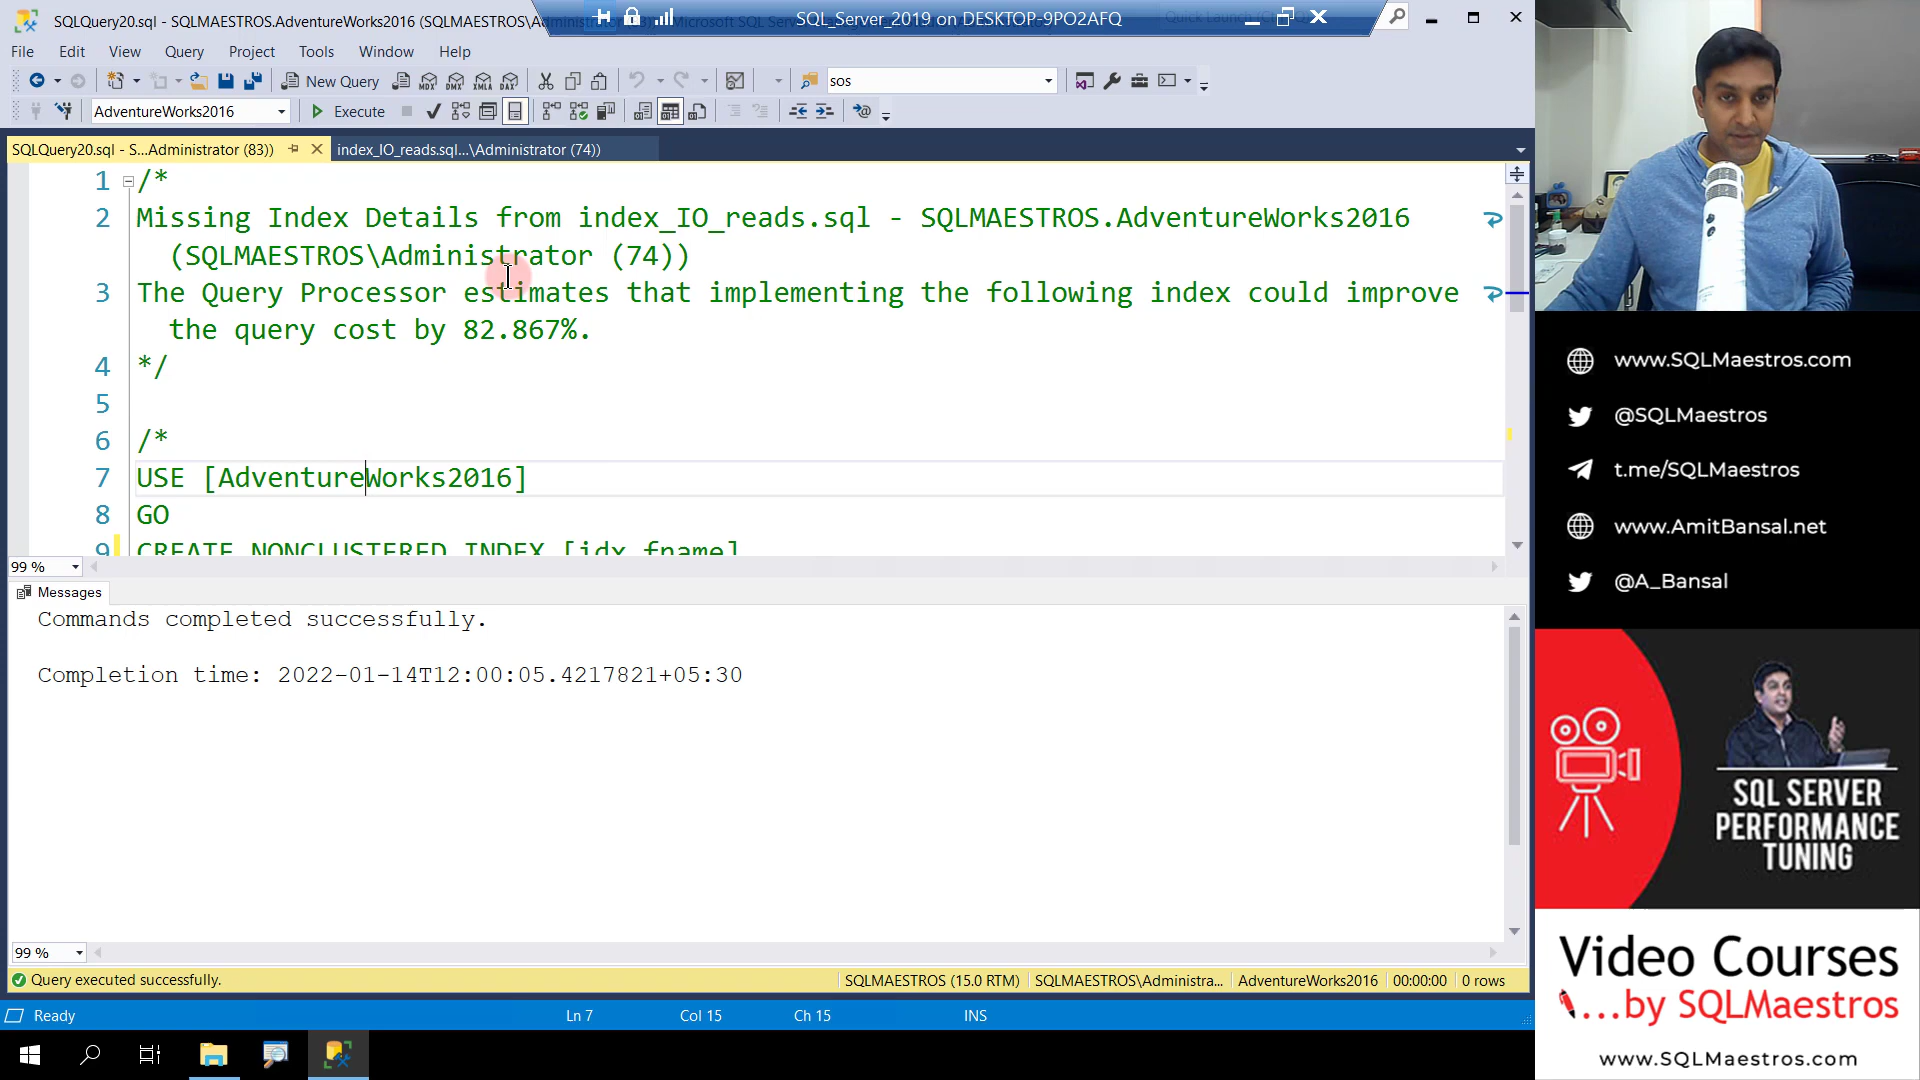 SQLQuery20.sql - SQLMAESTROS.AdventureWorks2016 (SQLMAESTROS\Administrator
SQL_Server_2019 on DESKTOP-9PO2AFQ
File Edit View Query Project Tools Window Help
New Query
sos
AdventureWorks2016
Execute
SQLQuery20.sql - S...Administrator (83))
index_IO_reads.sql...\Administrator (74))
1 /*
2 Missing Index Details from index_IO_reads.sql - SQLMAESTROS.AdventureWorks2016
(SQLMAESTROS\Administrator (74))
3 The Query Processor estimates that implementing the following index could improve
the query cost by 82.867%.
4 */
5
6 /*
7 USE [AdventureWorks2016]
8 GO
9 CREATE NONCLUSTERED INDEX [idx_fname]
99 %
Messages
Commands completed successfully.
Completion time: 2022-01-14T12:00:05.4217821+05:30
99 %
Query executed successfully.
SQLMAESTROS (15.0 RTM) SQLMAESTROS\Administra... AdventureWorks2016 00:00:00 0 rows
Ready
Ln 7 Col 15 Ch 15 INS
www.SQLMaestros.com
@SQLMaestros
t.me/SQLMaestros
www.AmitBansal.net
@A_Bansal
SQL SERVER
PERFORMANCE
TUNING
Video Courses
...by SQLMaestros
www.SQLMaestros.com